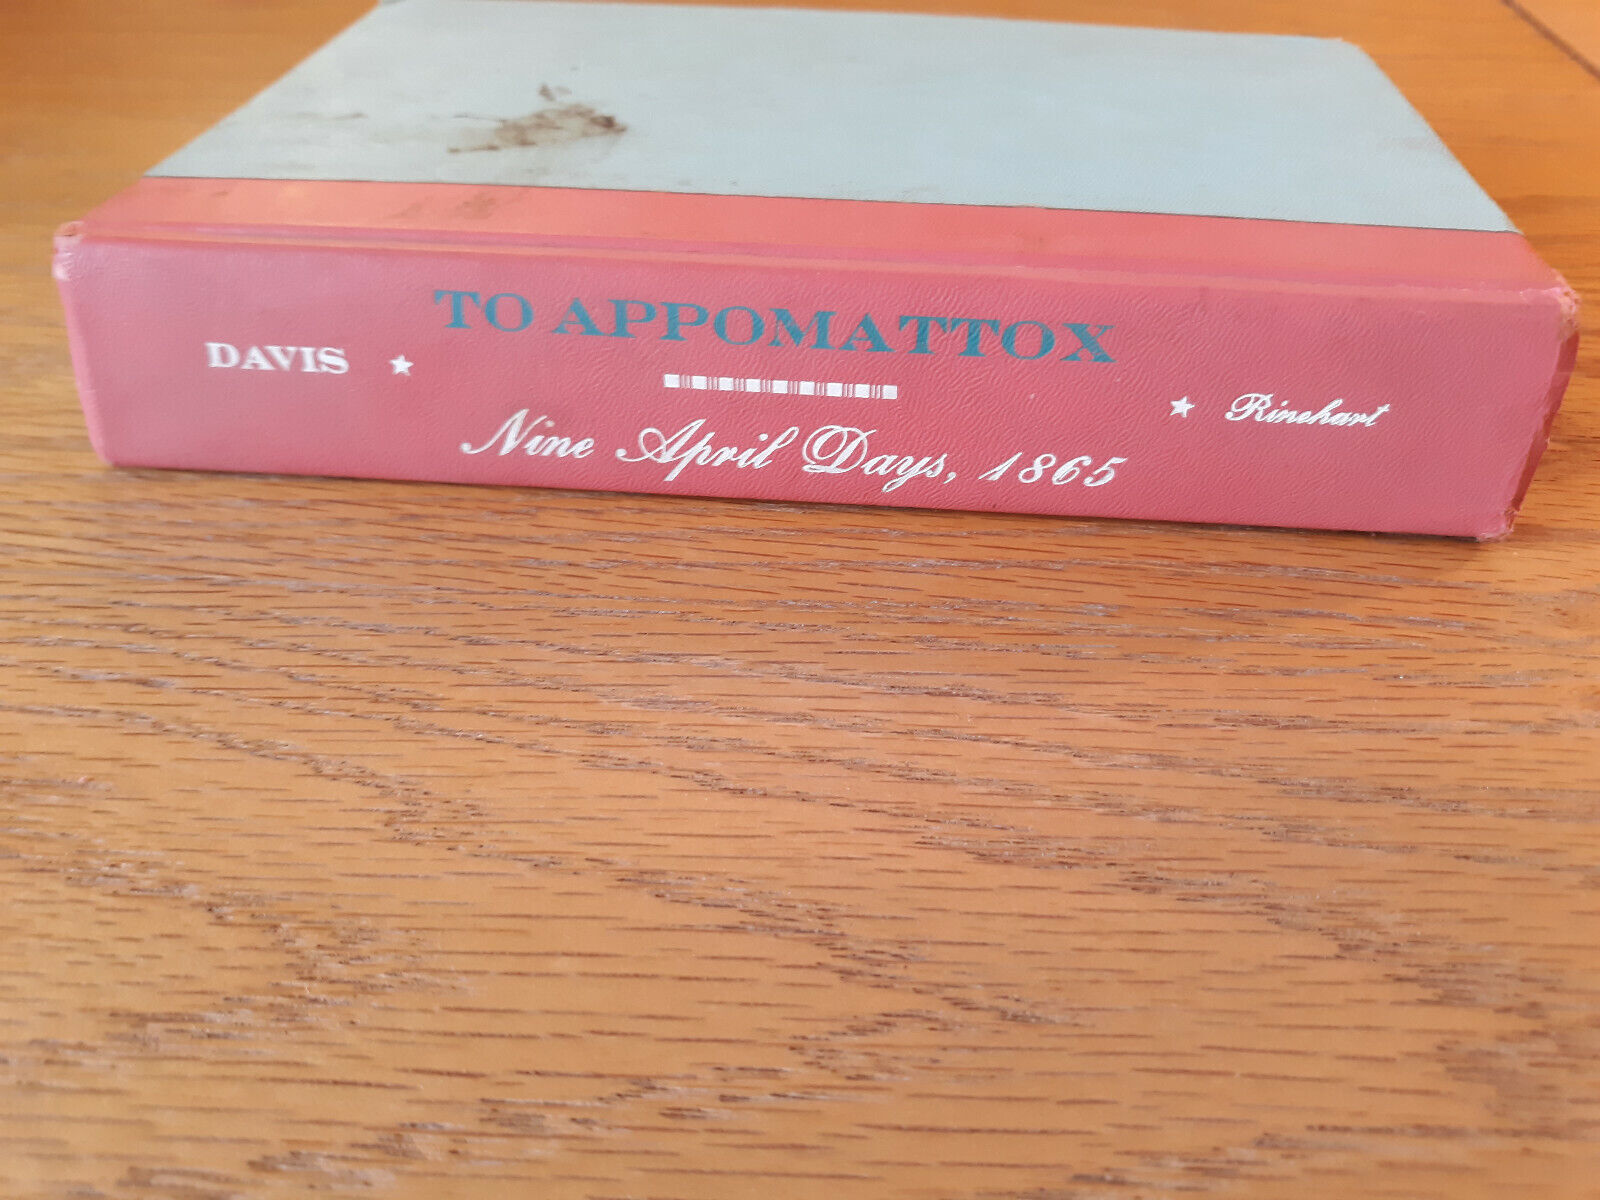 DAVIS ★
TO APPOMATTOX
Nine April Days, 1865
★ Rinehart